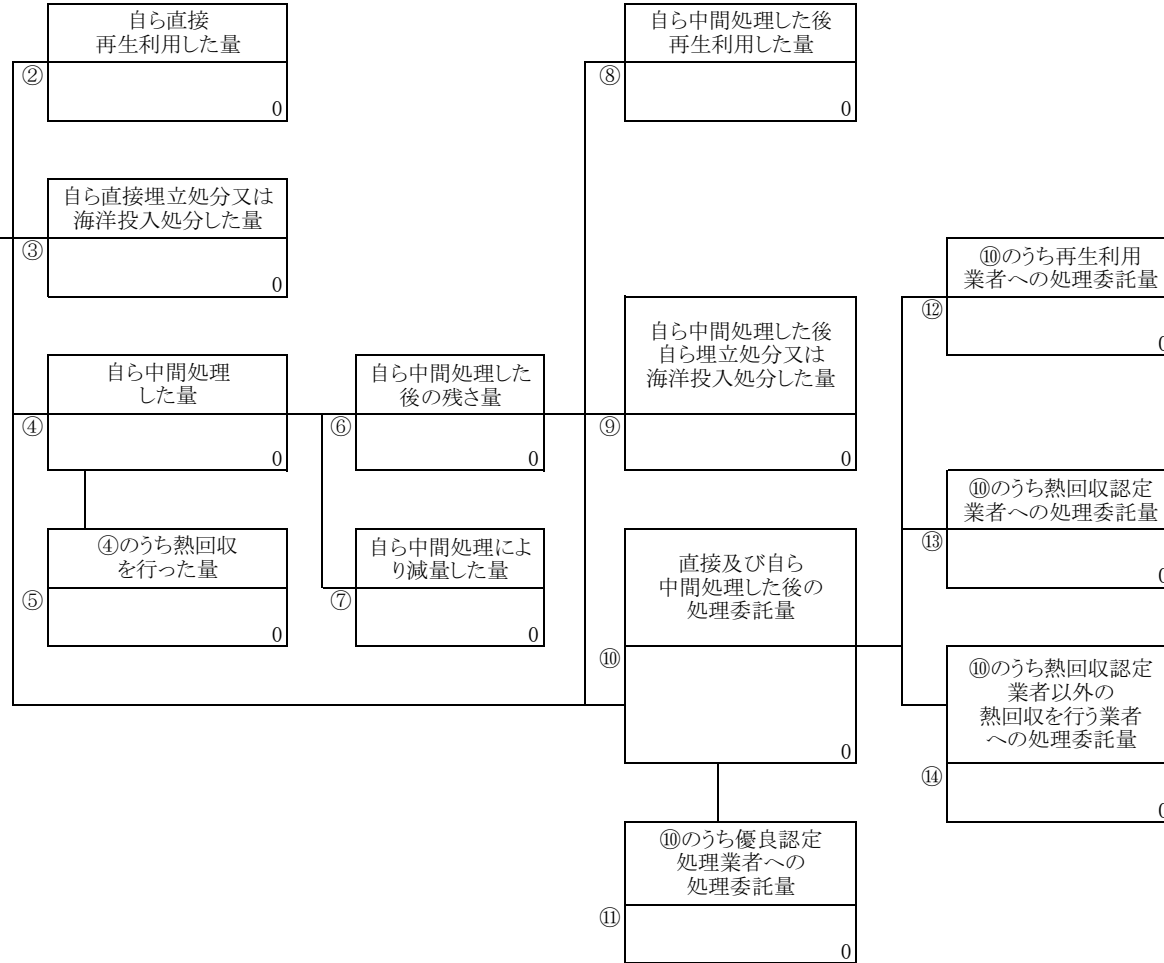 自ら直接
再生利用した量
②
0
自ら直接埋立処分又は
海洋投入処分した量
③
0
自ら中間処理
した量
④
0
④のうち熱回収
を行った量
⑤
0
自ら中間処理した
後の残さ量
⑥
0
自ら中間処理によ
り減量した量
⑦
0
自ら中間処理した後
再生利用した量
⑧
0
自ら中間処理した後
自ら埋立処分又は
海洋投入処分した量
⑨
0
直接及び自ら
中間処理した後の
処理委託量
⑩
0
⑩のうち優良認定
処理業者への
処理委託量
⑪
0
⑩のうち再生利用
業者への処理委託量
⑫
0
⑩のうち熱回収認定
業者への処理委託量
⑬
0
⑩のうち熱回収認定
業者以外の
熱回収を行う業者
への処理委託量
⑭
0